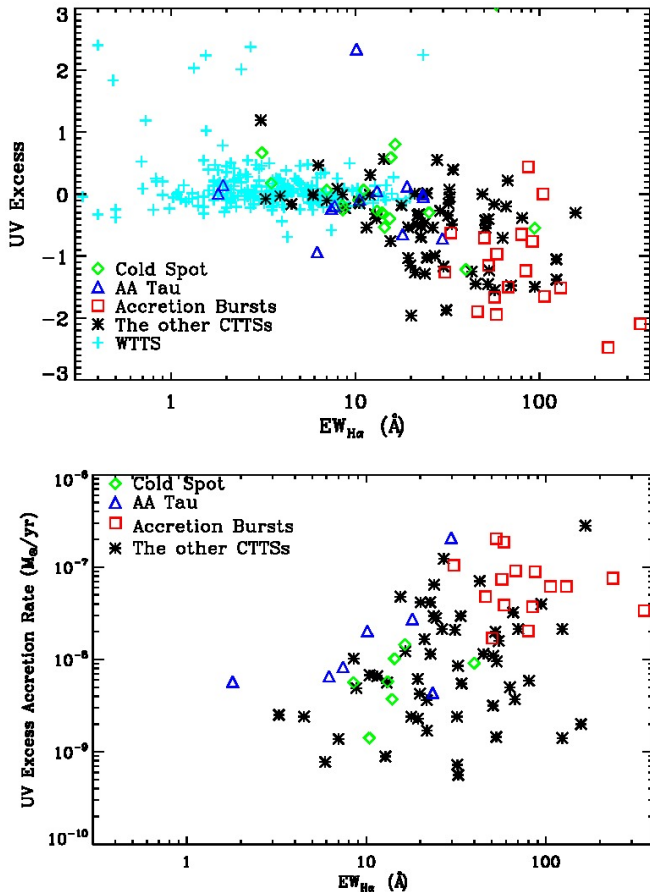 3
2
1
0
-1
-2
-3
UV Excess
Cold Spot
AA Tau
Accretion Bursts
The other CTTSs
WTTS
1 10 100
EW_Hα (Å)
10⁻⁶
10⁻⁷
10⁻⁸
10⁻⁹
10⁻¹⁰
UV Excess Accretion Rate (M☉/yr)
Cold Spot
AA Tau
Accretion Bursts
The other CTTSs
1 10 100
EW_Hα (Å)